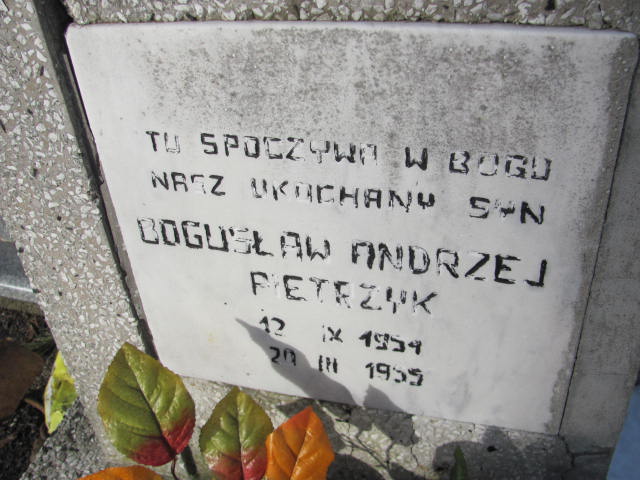 TU SPOCZYWA W BOGU
NASZ UKOCHANY SYN
BOGUSŁAW ANDRZEJ
PIETRZYK
12 IX 1954
20 III 1955